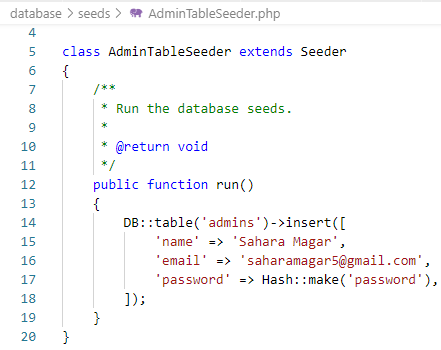 database > seeds > AdminTableSeeder.php
4
5 class AdminTableSeeder extends Seeder
6 {
7     /**
8      * Run the database seeds.
9      *
10      * @return void
11      */
12     public function run()
13     {
14         DB::table('admins')->insert([
15             'name' => 'Sahara Magar',
16             'email' => 'saharamagar5@gmail.com',
17             'password' => Hash::make('password'),
18         ]);
19     }
20 }